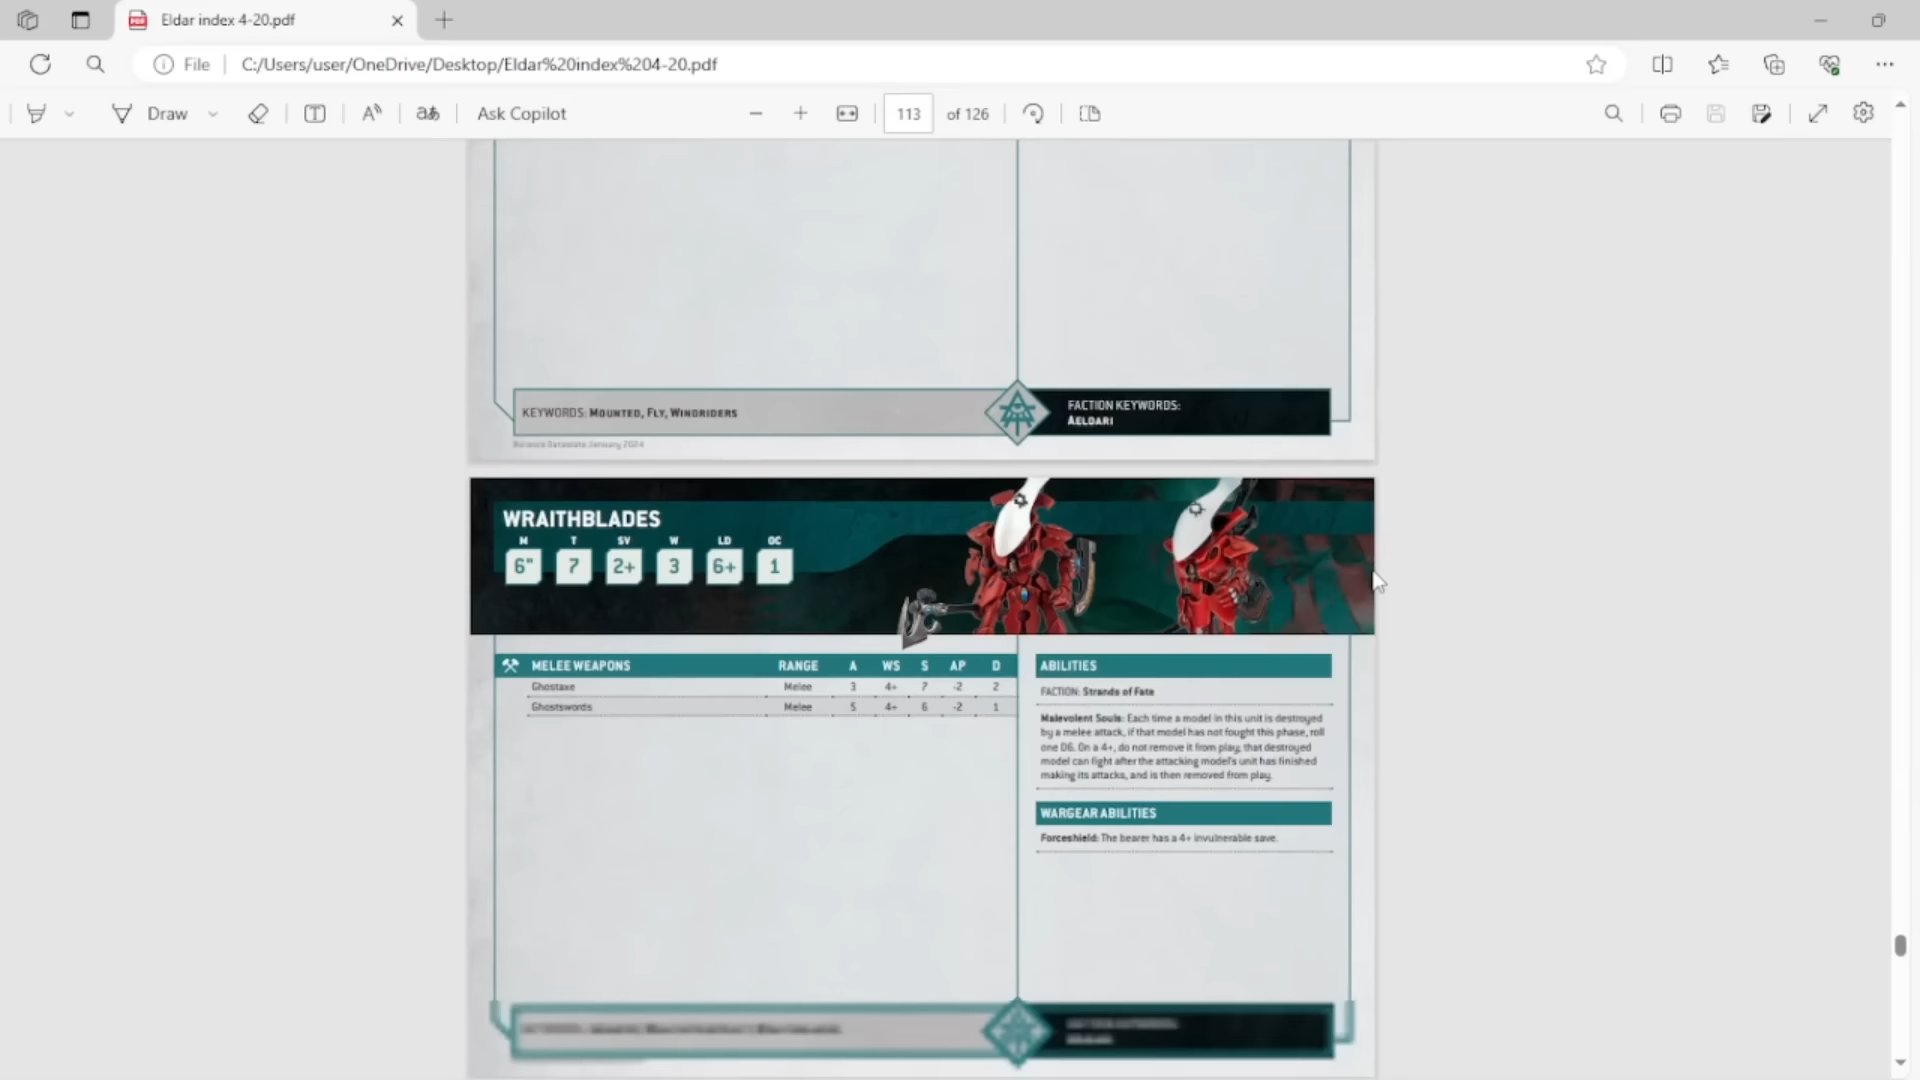 Eldar index 4-20.pdf
File
C:/Users/user/OneDrive/Desktop/Eldar%20index%204-20.pdf
Draw
Ask Copilot
113 of 126
KEYWORDS: MOUNTED, FLY, WINDRIDERS
FACTION KEYWORDS:
AELDARI
Balance Dataslate January 2024
WRAITHBLADES
M T SV W LD OC
6" 7 2+ 3 6+ 1
MELEE WEAPONS RANGE A WS S AP D
Ghostaxe Melee 3 4+ 7 -2 2
Ghostswords Melee 5 4+ 6 -2 1
ABILITIES
FACTION: Strands of Fate
Malevolent Souls: Each time a model in this unit is destroyed
by a melee attack, if that model has not fought this phase, roll
one D6. On a 4+, do not remove it from play; that destroyed
model can fight after the attacking model's unit has finished
making its attacks, and is then removed from play.
WARGEAR ABILITIES
Forceshield: The bearer has a 4+ invulnerable save.